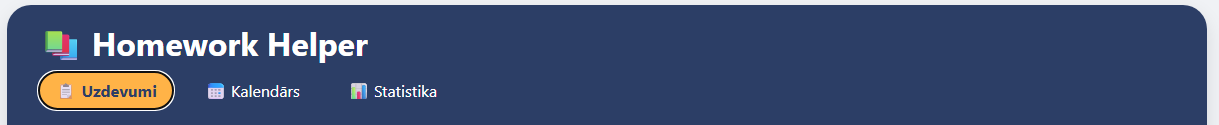 Homework Helper
Uzdevumi Kalendārs Statistika